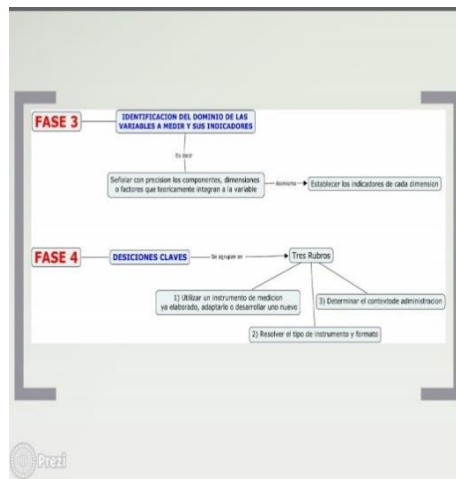 FASE 3
IDENTIFICACION DEL DOMINIO DE LAS
VARIABLES A MEDIR Y SUS INDICADORES
Es decir
Señalar con precision los componentes, dimensiones
o factores que teoricamente integran a la variable
Asimismo
Establecer los indicadores de cada dimension
FASE 4
DESICIONES CLAVES
Se agrupan en
Tres Rubros
1) Utilizar un instrumento de medicion
ya elaborado, adaptarlo o desarrollar uno nuevo
3) Determinar el contextode administracion
2) Resolver el tipo de instrumento y formato
Prezi